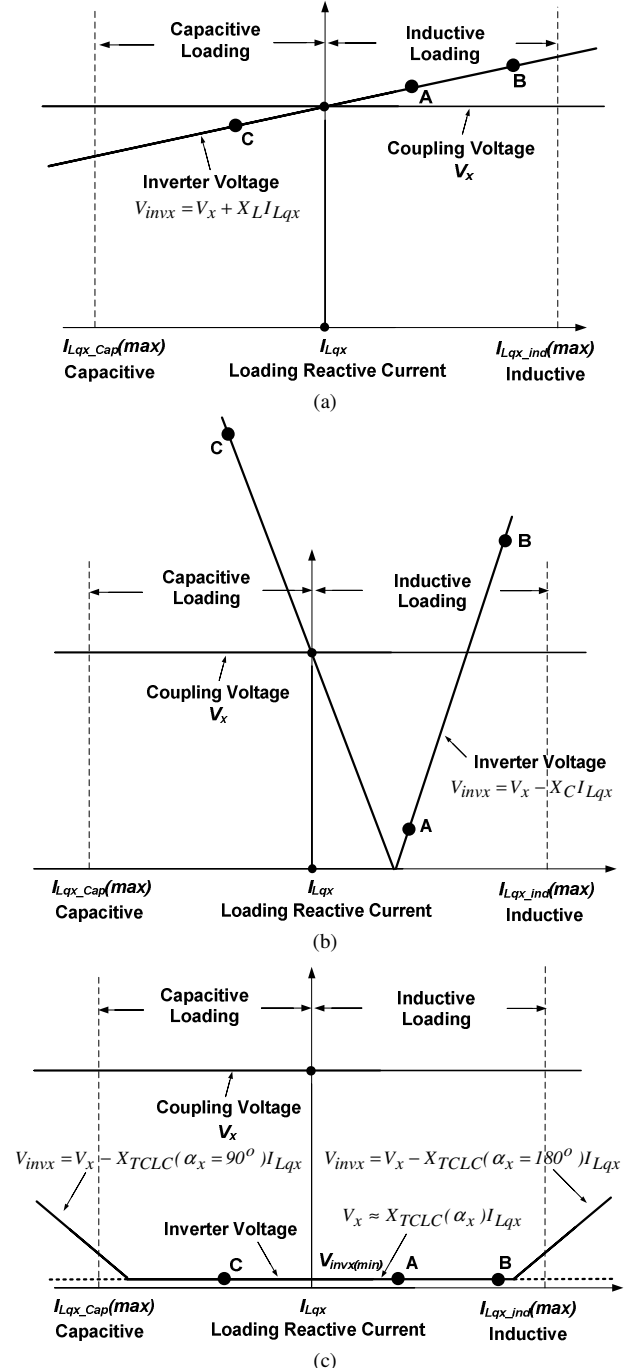 Capacitive Loading
Inductive Loading
A
B
C
Coupling Voltage
Vx
Inverter Voltage
Vinvx = Vx + XL ILqx
ILqx_Cap(max)
ILqx
ILqx_ind(max)
Capacitive
Loading Reactive Current
Inductive
(a)
C
B
Capacitive Loading
Inductive Loading
Coupling Voltage
Vx
Inverter Voltage
Vinvx = Vx − XC ILqx
A
ILqx_Cap(max)
ILqx
ILqx_ind(max)
Capacitive
Loading Reactive Current
Inductive
(b)
Capacitive Loading
Inductive Loading
Coupling Voltage
Vx
Vinvx = Vx − XTCLC(αx = 90o)ILqx
Vinvx = Vx − XTCLC(αx = 180o)ILqx
Vx ≈ XTCLC(αx)ILqx
Inverter Voltage
C
Vinvx(min)
A
B
ILqx_Cap(max)
ILqx
ILqx_ind(max)
Capacitive
Loading Reactive Current
Inductive
(c)